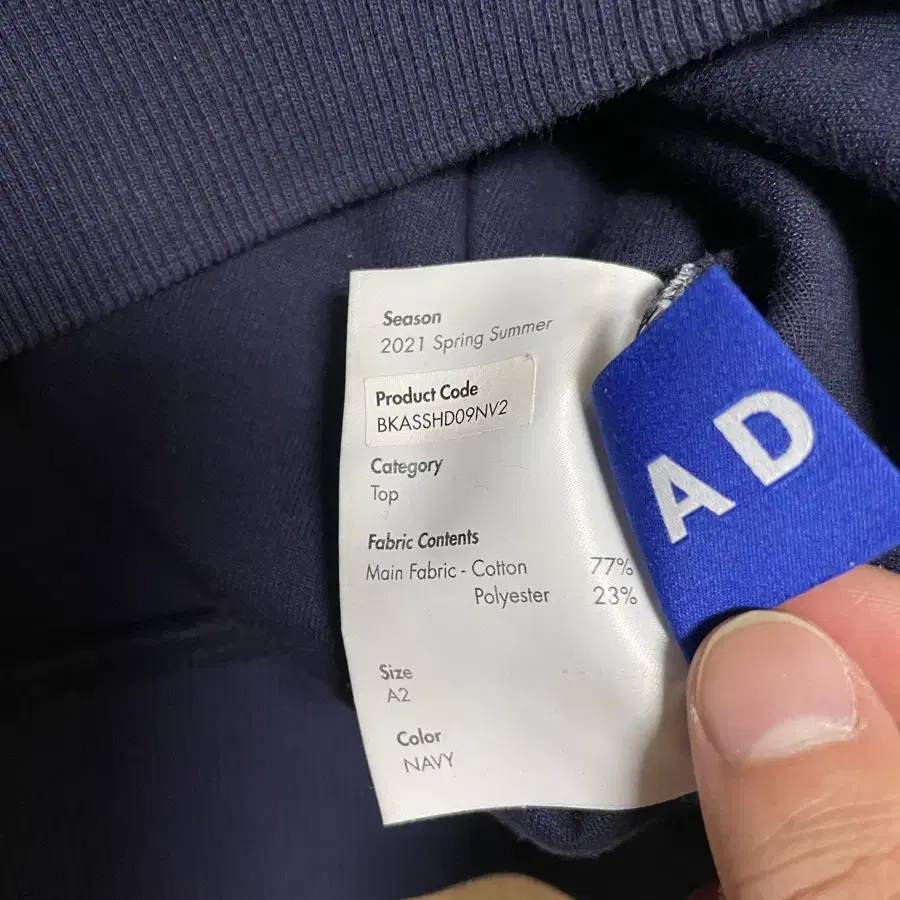 Season
2021 Spring Summer
Product Code
BKASSHD09NV2
Category
Top
Fabric Contents
Main Fabric - Cotton 77%
Polyester 23%
Size
A2
Color
NAVY
AD